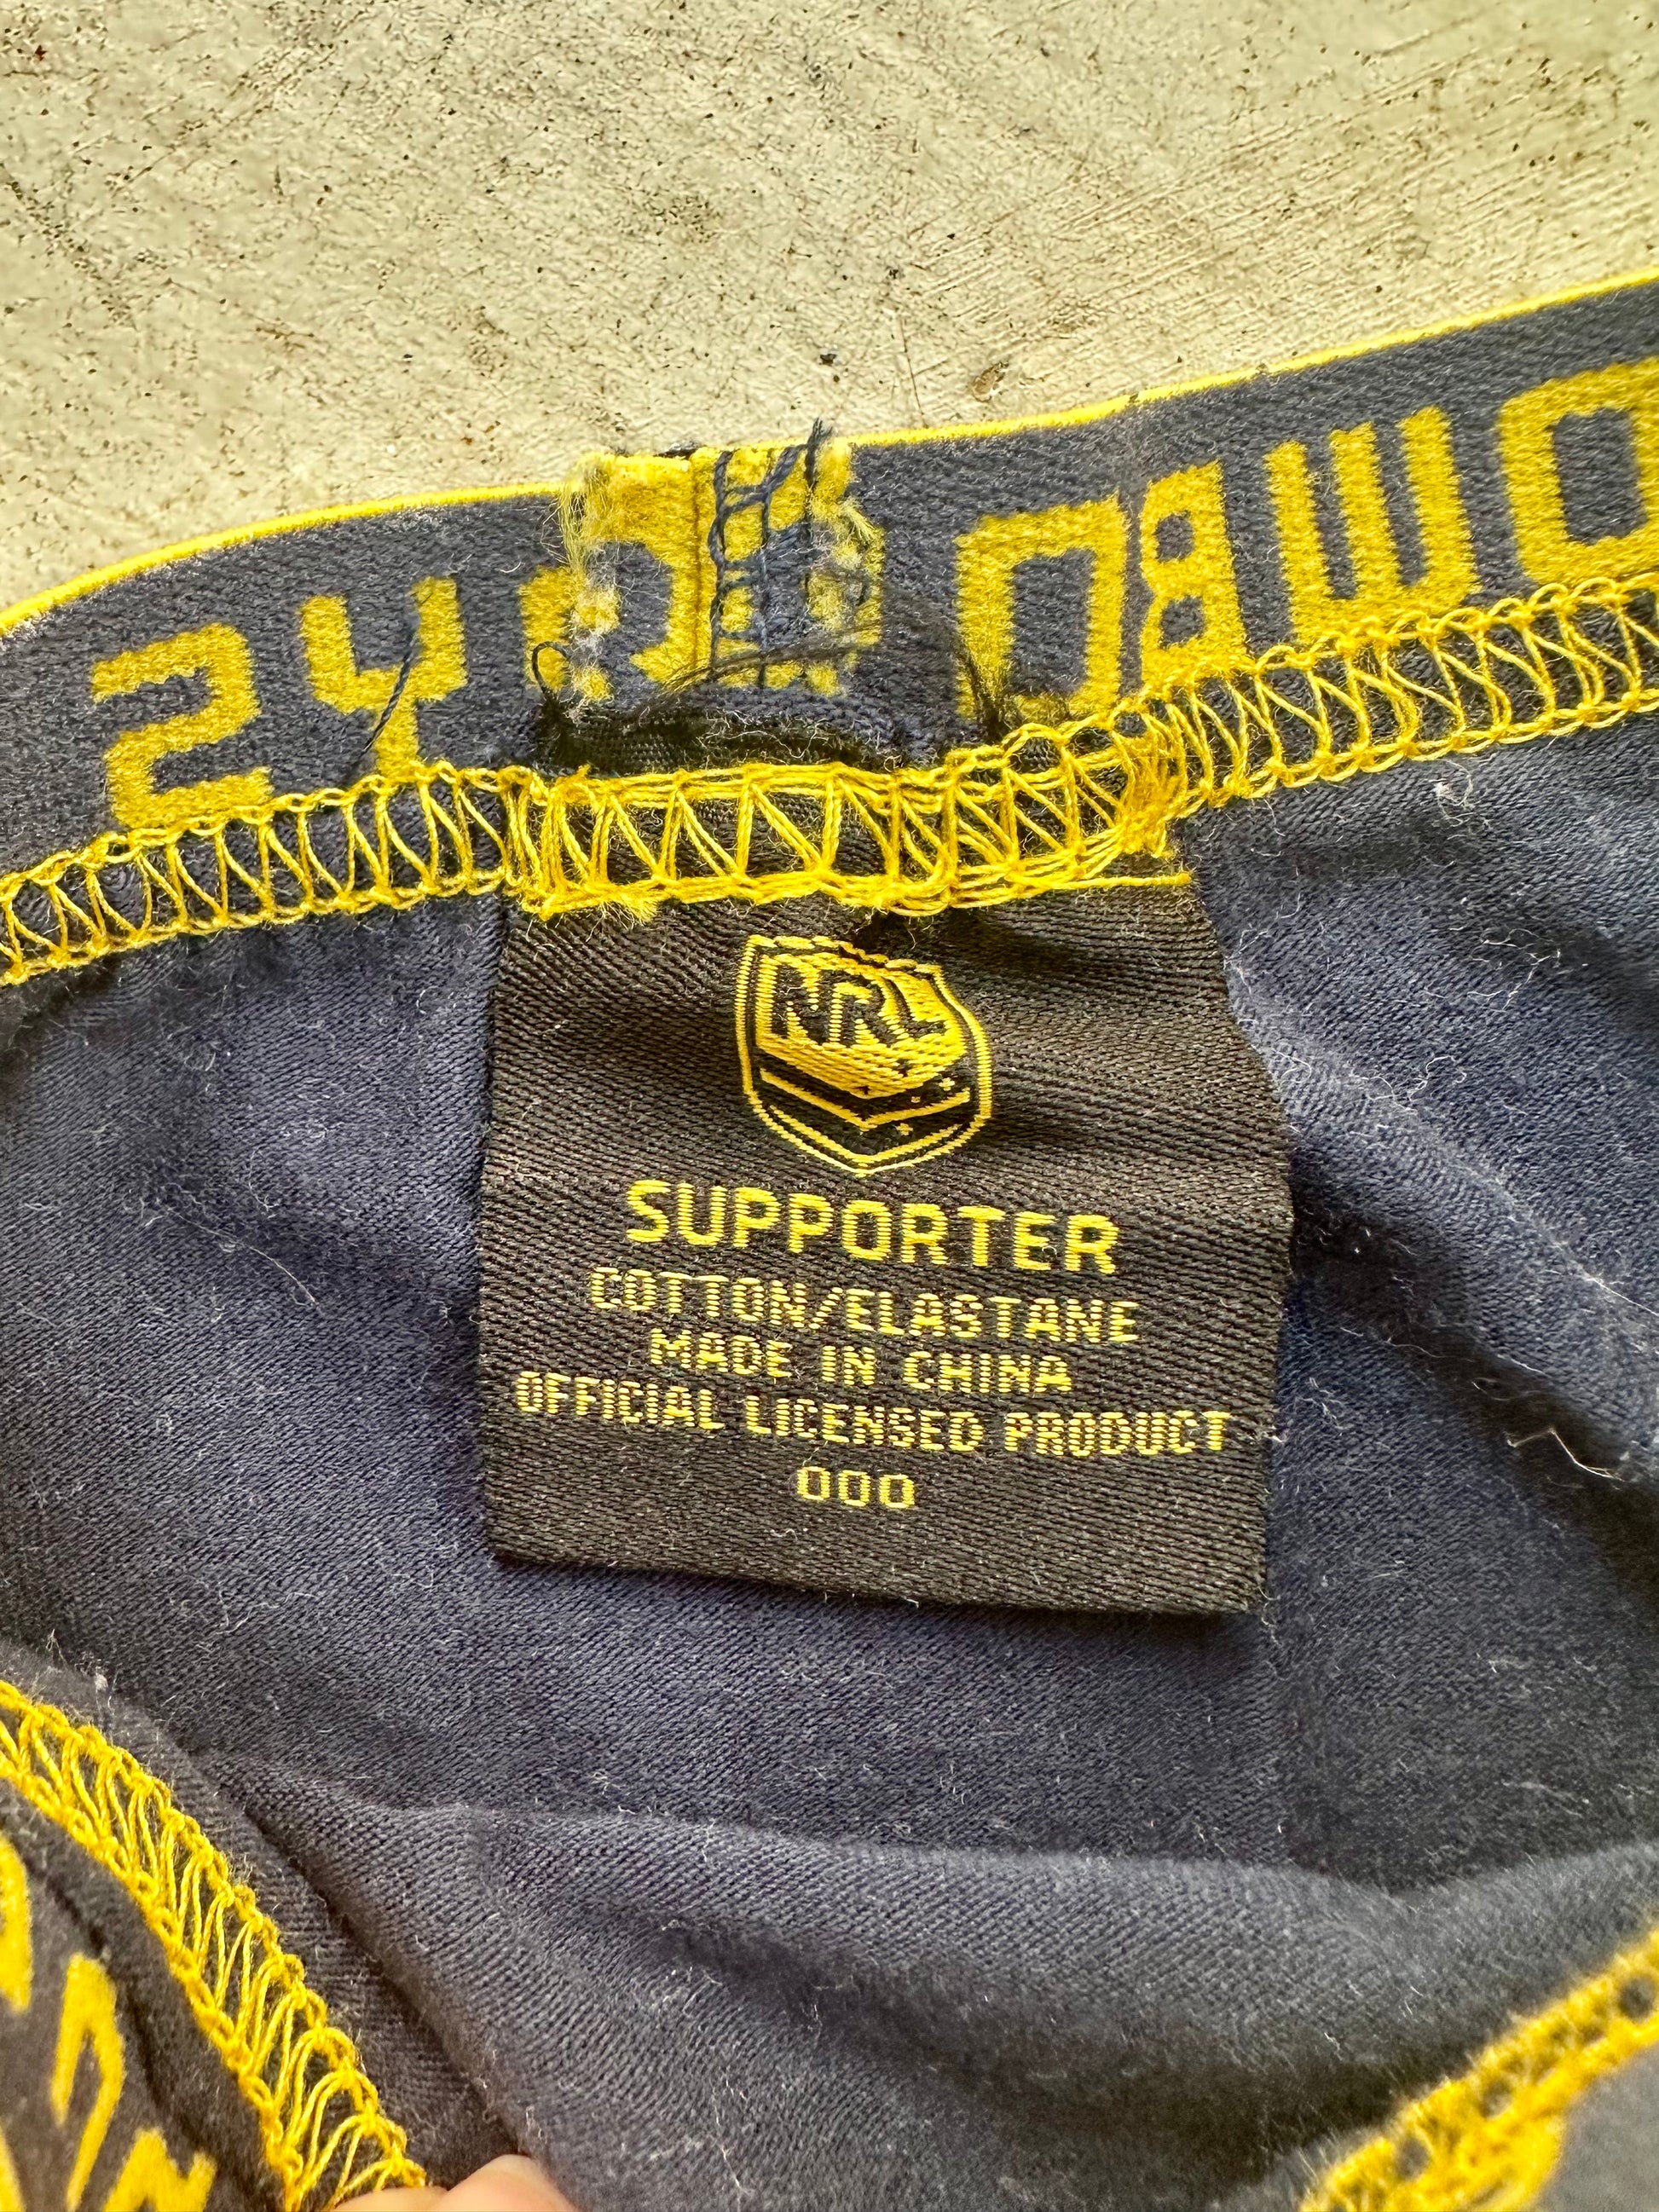 NRL
SUPPORTER
COTTON/ELASTANE
MADE IN CHINA
OFFICIAL LICENSED PRODUCT
000